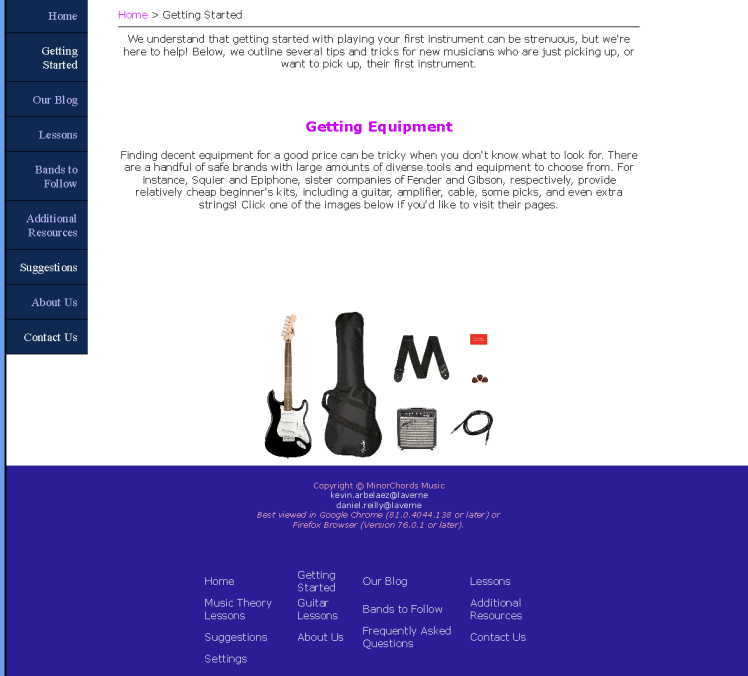 Home
Getting
Started
Our Blog
Lessons
Bands to
Follow
Additional
Resources
Suggestions
About Us
Contact Us
Home > Getting Started
We understand that getting started with playing your first instrument can be strenuous, but we're
here to help! Below, we outline several tips and tricks for new musicians who are just picking up, or
want to pick up, their first instrument.
Getting Equipment
Finding decent equipment for a good price can be tricky when you don't know what to look for. There
are a handful of safe brands with large amounts of diverse tools and equipment to choose from. For
instance, Squier and Epiphone, sister companies of Fender and Gibson, respectively, provide
relatively cheap beginner's kits, including a guitar, amplifier, cable, some picks, and even extra
strings! Click one of the images below if you'd like to visit their pages.
Copyright © MinorChords Music
kevin.arbelaez@laverne
daniel.reilly@laverne
Best viewed in Google Chrome (81.0.4044.138 or later) or
Firefox Browser (Version 76.0.1 or later).
Home
Getting
Started
Our Blog
Lessons
Music Theory
Lessons
Guitar
Lessons
Bands to Follow
Additional
Resources
Suggestions
About Us
Frequently Asked
Questions
Contact Us
Settings